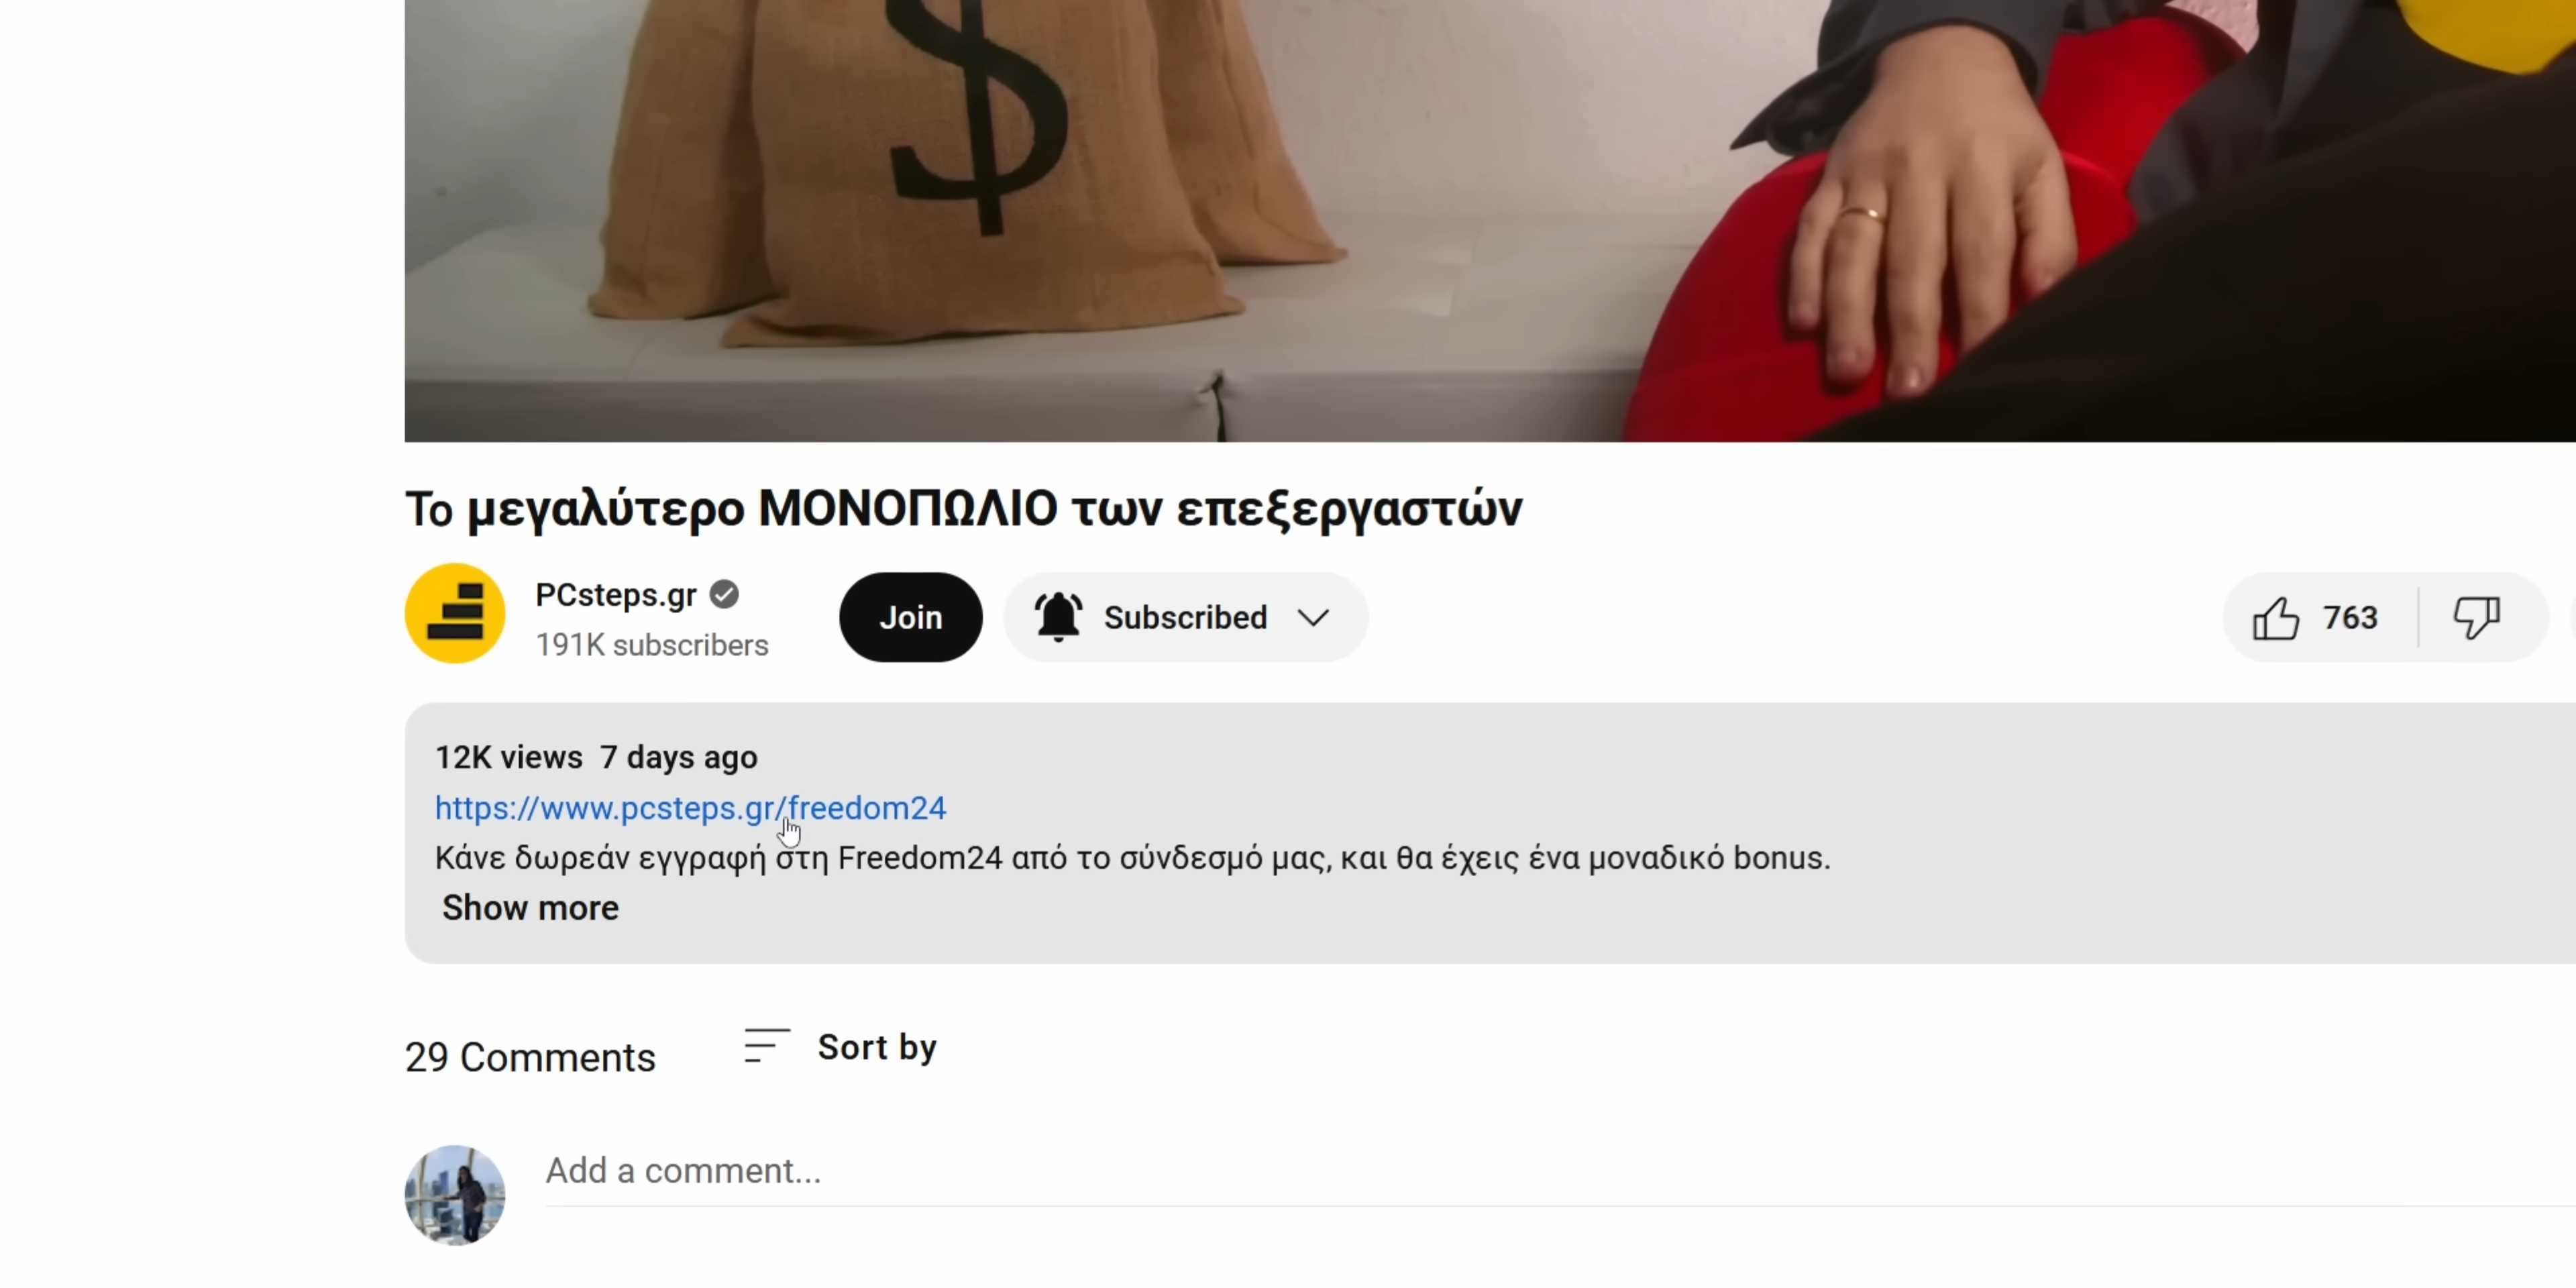 $
Το μεγαλύτερο ΜΟΝΟΠΩΛΙΟ των επεξεργαστών
PCsteps.gr
191K subscribers
Join
Subscribed
763
12K views 7 days ago
https://www.pcsteps.gr/freedom24
Κάνε δωρεάν εγγραφή στη Freedom24 από το σύνδεσμό μας, και θα έχεις ένα μοναδικό bonus.
Show more
29 Comments
Sort by
Add a comment...